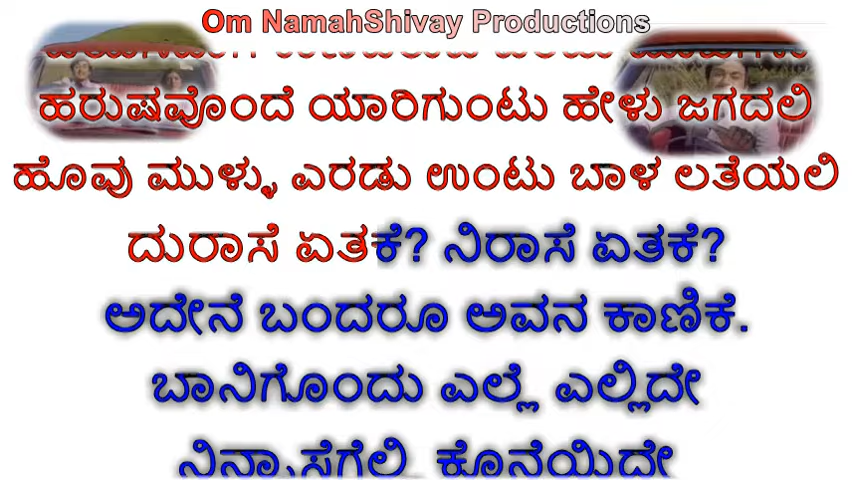 Om NamahShivay Productions
ಹರುಷವೊಂದೆ ಯಾರಿಗುಂಟು ಹೇಳು ಜಗದಲಿ
ಹೊವು ಮುಳ್ಳು ಎರಡು ಉಂಟು ಬಾಳ ಲತೆಯಲಿ
ದುರಾಸೆ ಏತಕೆ? ನಿರಾಸೆ ಏತಕೆ?
ಅದೇನೆ ಬಂದರೂ ಅವನ ಕಾಣಿಕೆ.
ಬಾನಿಗೊಂದು ಎಲ್ಲೆ ಎಲ್ಲಿದೇ
ನಿನ್ನಾಸೆಗೆಲ್ಲಿ ಕೊನೆಯಿದೇ